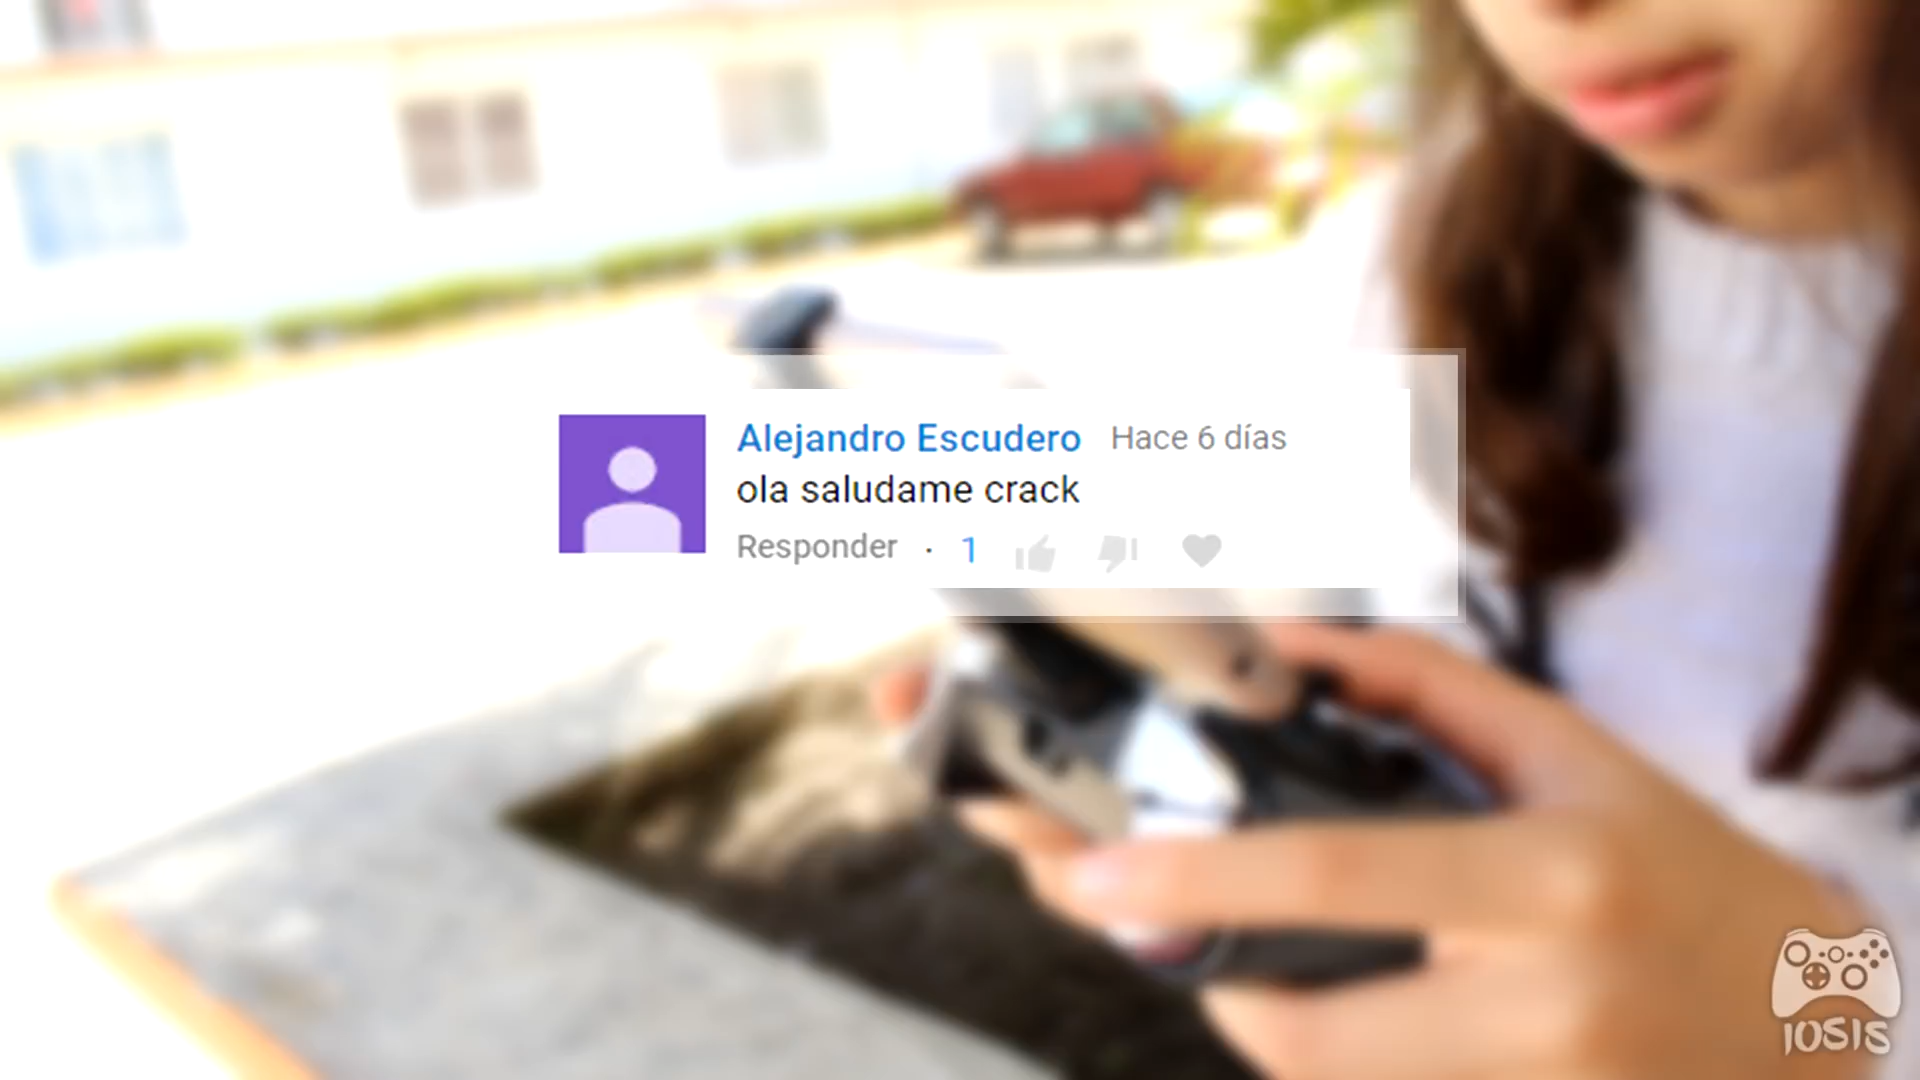 Alejandro Escudero Hace 6 días
ola saludame crack
Responder · 1
IOSIS